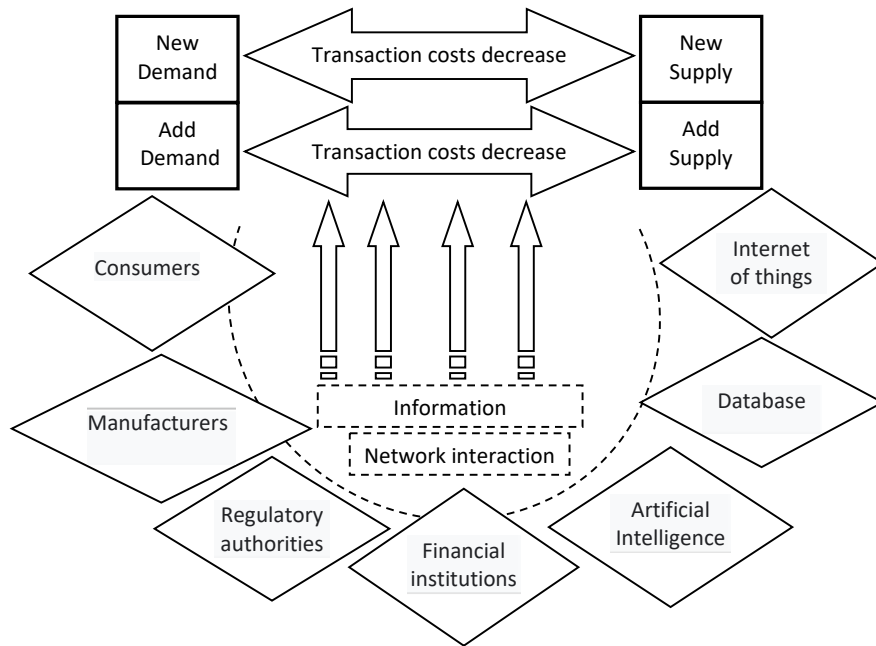 New
Demand
Transaction costs decrease
New
Supply
Add
Demand
Transaction costs decrease
Add
Supply
Consumers
Internet
of things
Manufacturers
Information
Database
Network interaction
Regulatory
authorities
Financial
institutions
Artificial
Intelligence